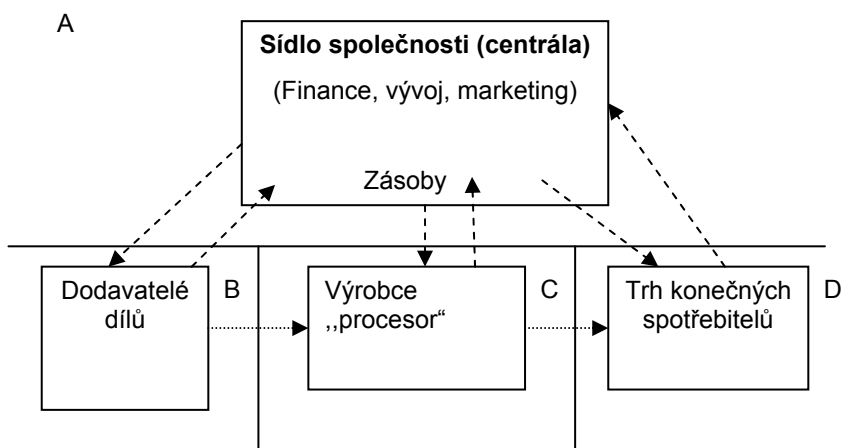 A
Sídlo společnosti (centrála)
(Finance, vývoj, marketing)
Zásoby
Dodavatelé
dílů
B
Výrobce
,,procesor“
C
Trh konečných
spotřebitelů
D